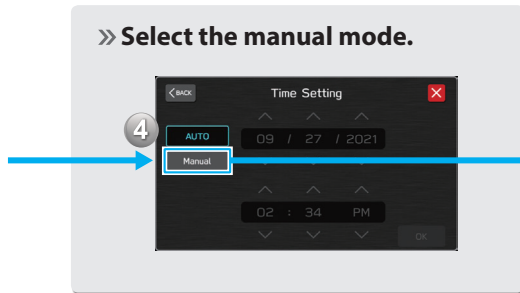 » Select the manual mode.
< BACK Time Setting X
4
AUTO 09 / 27 / 2021
Manual
02 : 34 PM
OK